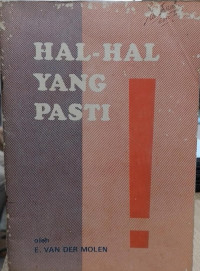 HAL-HAL
YANG
PASTI
!
oleh
E. VAN DER MOLEN